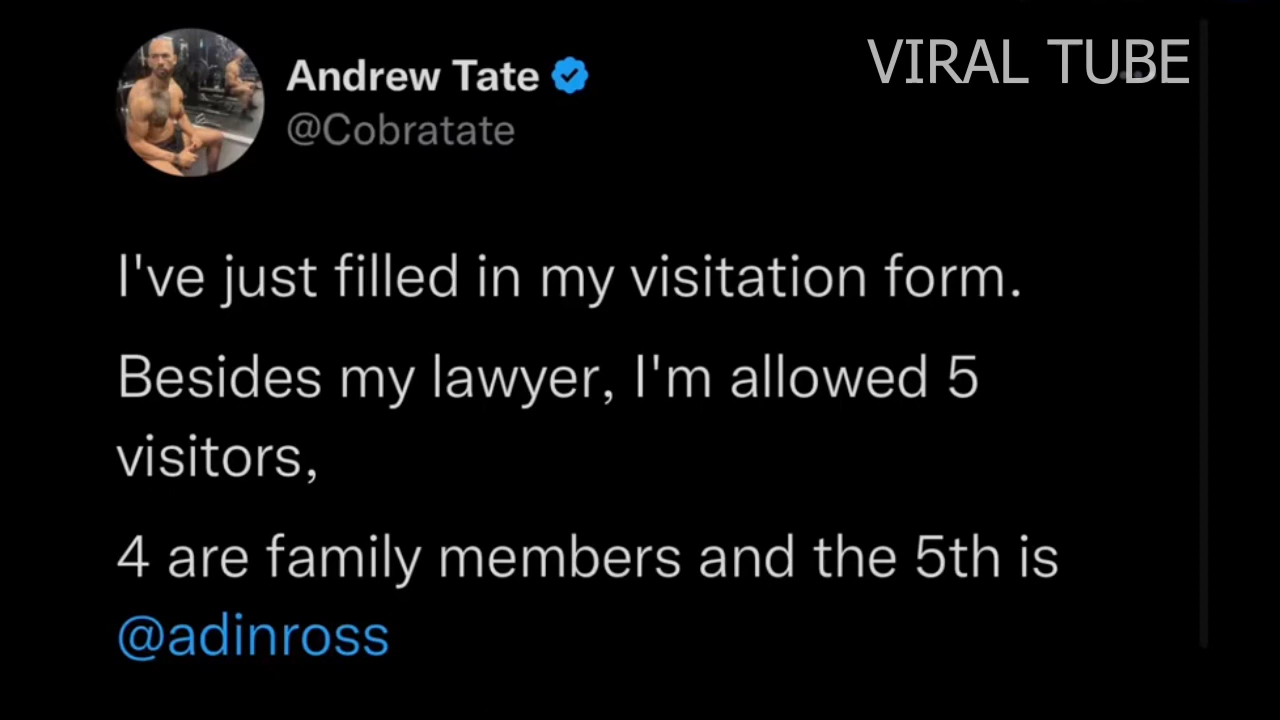 VIRAL TUBE
Andrew Tate
@Cobratate
I've just filled in my visitation form.
Besides my lawyer, I'm allowed 5
visitors,
4 are family members and the 5th is
@adinross